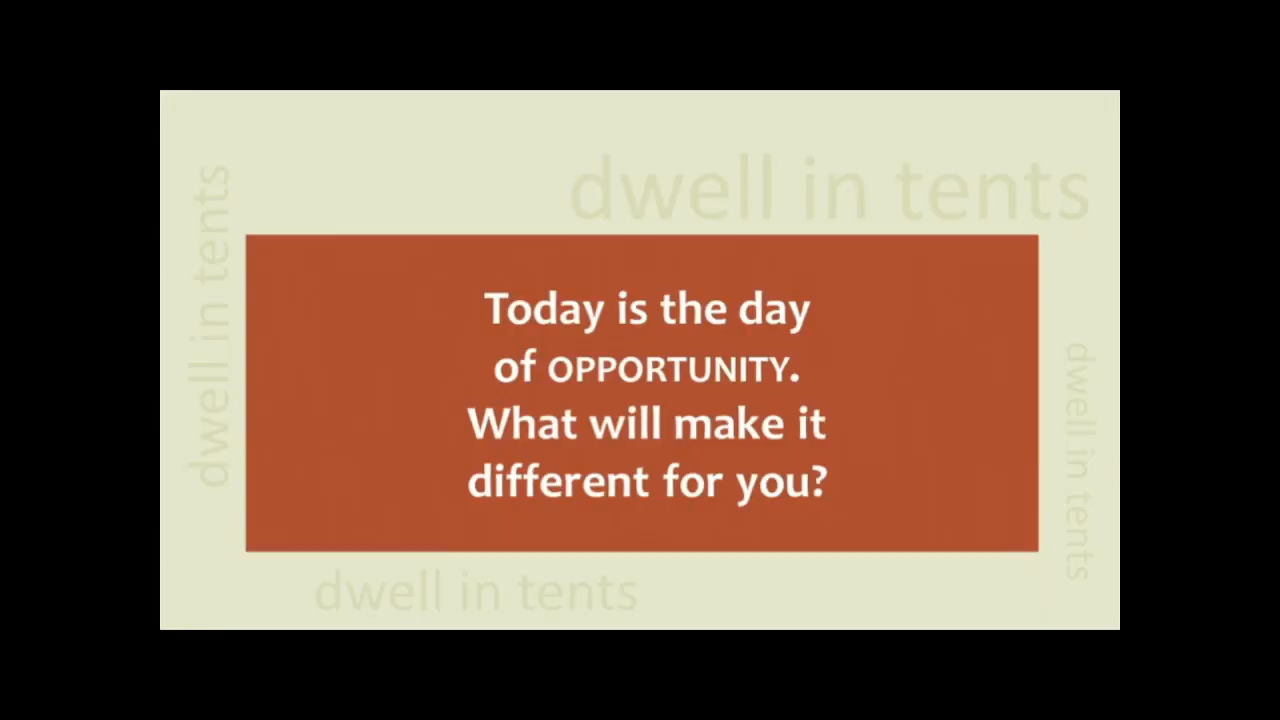 dwell in tents
dwell in tents
Today is the day
of OPPORTUNITY.
What will make it
different for you?
dwell in tents
dwell in tents